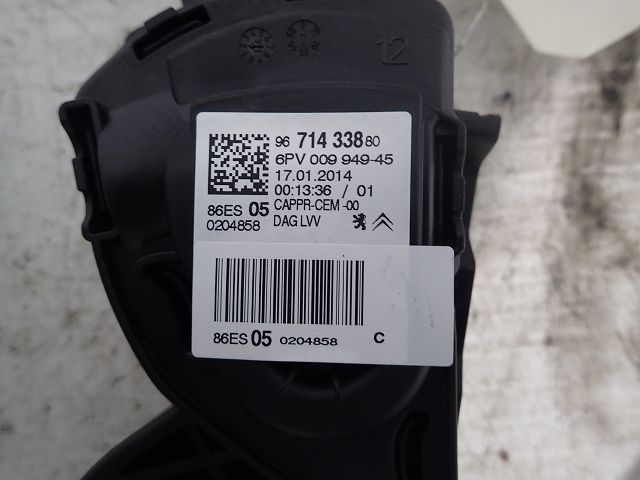 12
96 714 338 80
6PV 009 949-45
17.01.2014
00:13:36 / 01
86ES 05 CAPPR-CEM -00
0204858 DAG LVV
86ES 05 0204858 C